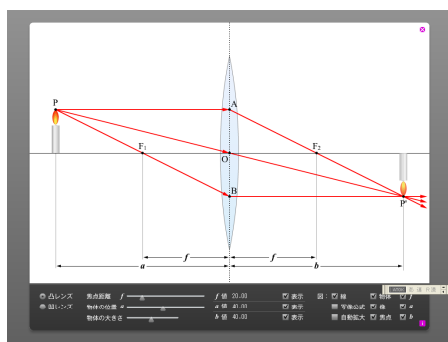 P
A
F1
O
F2
B
P'
f
f
a
b
凸レンズ 焦点距離 f f 値 20.00 表示 図: 線 物体 f
凹レンズ 物体の位置 a a 値 40.00 表示 写像公式 像 a
物体の大きさ b 値 40.00 表示 自動拡大 焦点 b